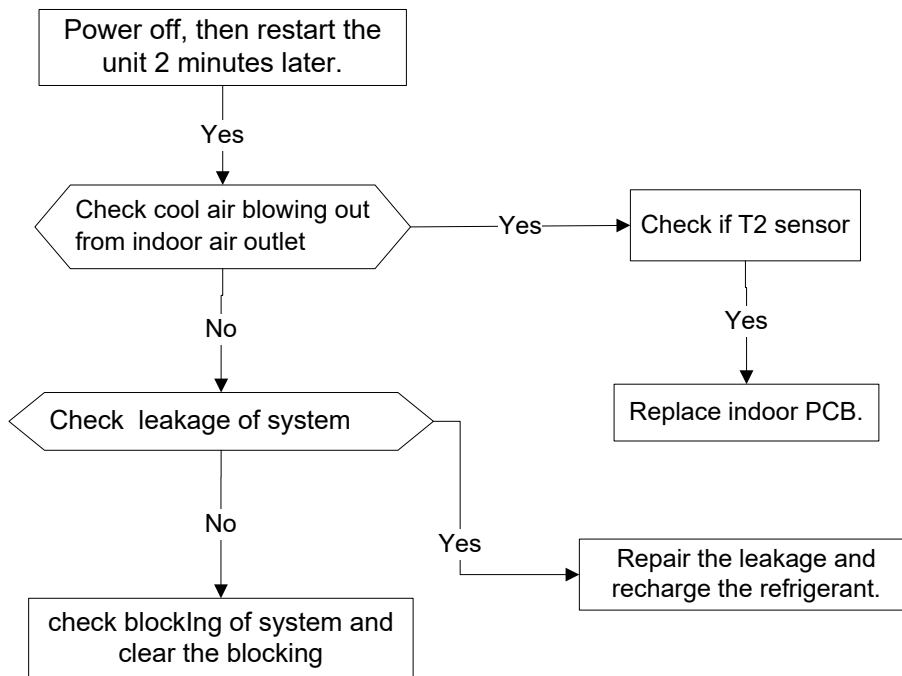 Power off, then restart the
unit 2 minutes later.
Yes
Check cool air blowing out
from indoor air outlet
Yes
Check if T2 sensor
Yes
Replace indoor PCB.
No
Check leakage of system
Yes
Repair the leakage and
recharge the refrigerant.
No
check blockIng of system and
clear the blocking